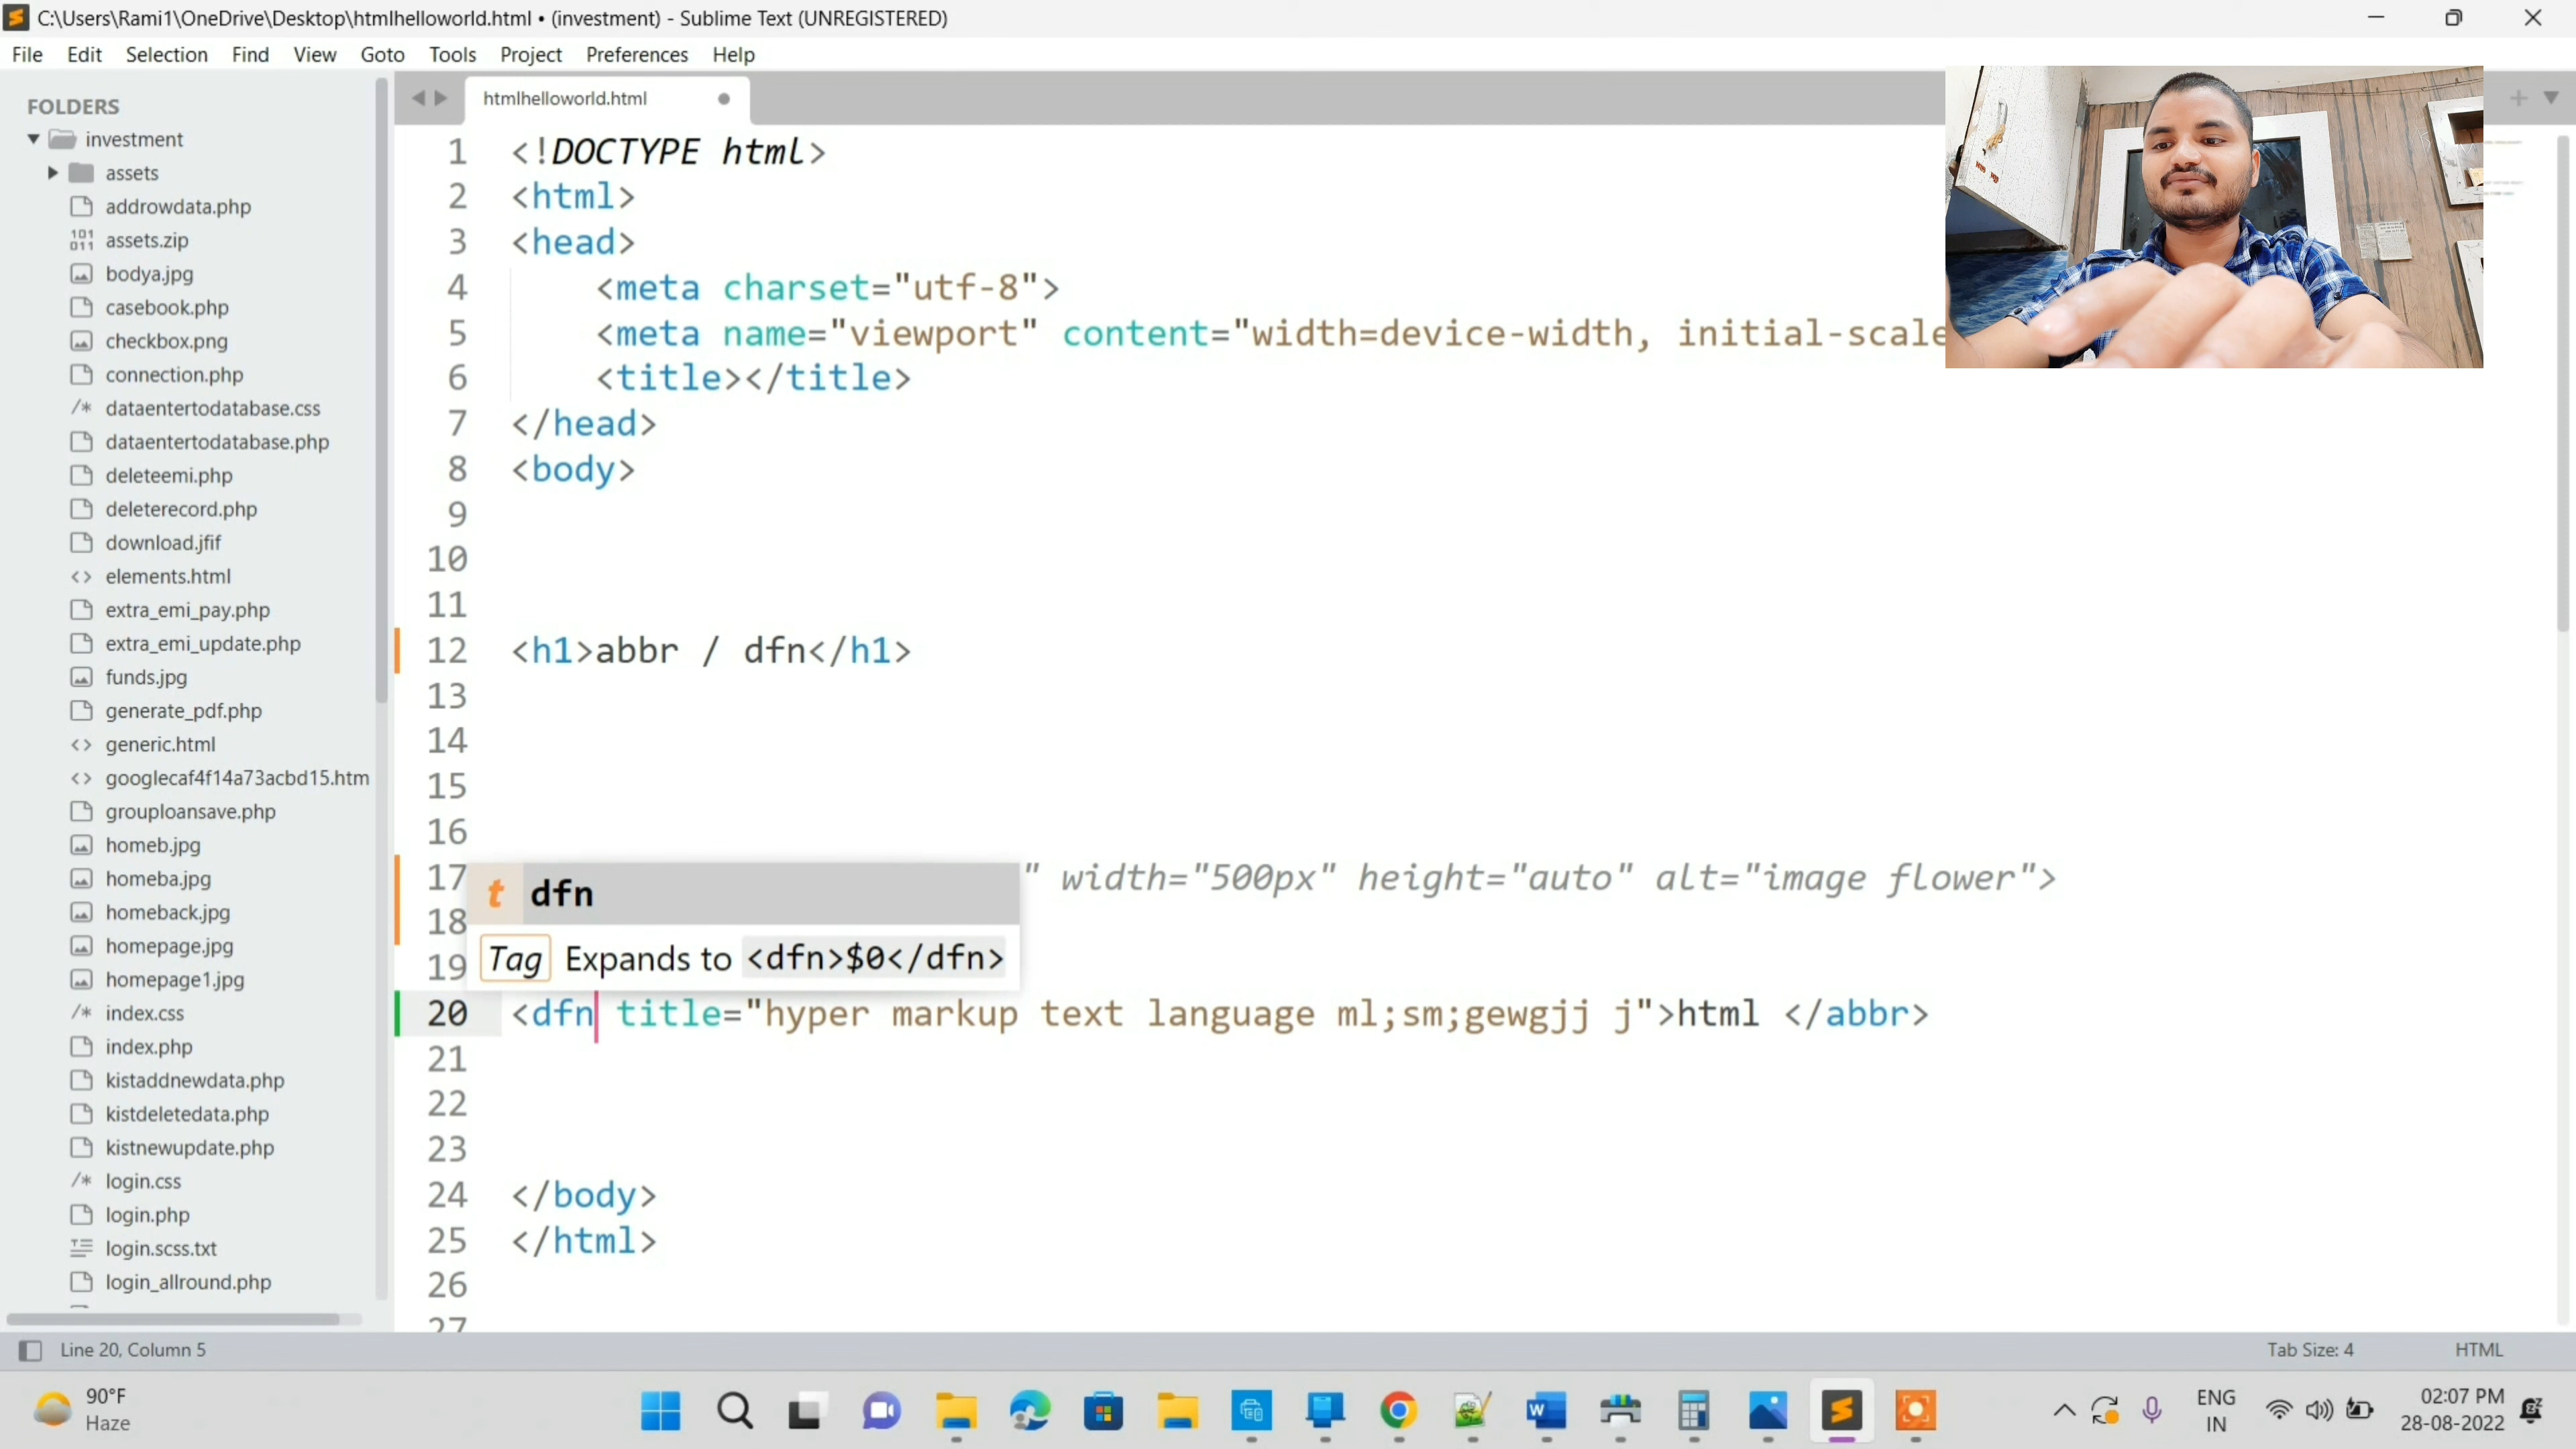 C:\Users\Rami1\OneDrive\Desktop\htmlhelloworld.html • (investment) - Sublime Text (UNREGISTERED)
File Edit Selection Find View Goto Tools Project Preferences Help
FOLDERS
investment
assets
addrowdata.php
assets.zip
bodya.jpg
casebook.php
checkbox.png
connection.php
dataentertodatabase.css
dataentertodatabase.php
deleteemi.php
deleterecord.php
download.jfif
elements.html
extra_emi_pay.php
extra_emi_update.php
funds.jpg
generate_pdf.php
generic.html
googlecaf4f14a73acbd15.htm
grouploansave.php
homeb.jpg
homeba.jpg
homeback.jpg
homepage.jpg
homepage1.jpg
index.css
index.php
kistaddnewdata.php
kistdeletedata.php
kistnewupdate.php
login.css
login.php
login.scss.txt
login_allround.php
htmlhelloworld.html
1 <!DOCTYPE html>
2 <html>
3 <head>
4 <meta charset="utf-8">
5 <meta name="viewport" content="width=device-width, initial-scale
6 <title></title>
7 </head>
8 <body>
9
10
11
12 <h1>abbr / dfn</h1>
13
14
15
16
17 " width="500px" height="auto" alt="image flower">
18
19
t dfn
Tag Expands to <dfn>$0</dfn>
20 <dfn title="hyper markup text language ml;sm;gewgjj j">html </abbr>
21
22
23
24 </body>
25 </html>
26
27
Line 20, Column 5
Tab Size: 4
HTML
90°F
Haze
ENG
IN
02:07 PM
28-08-2022